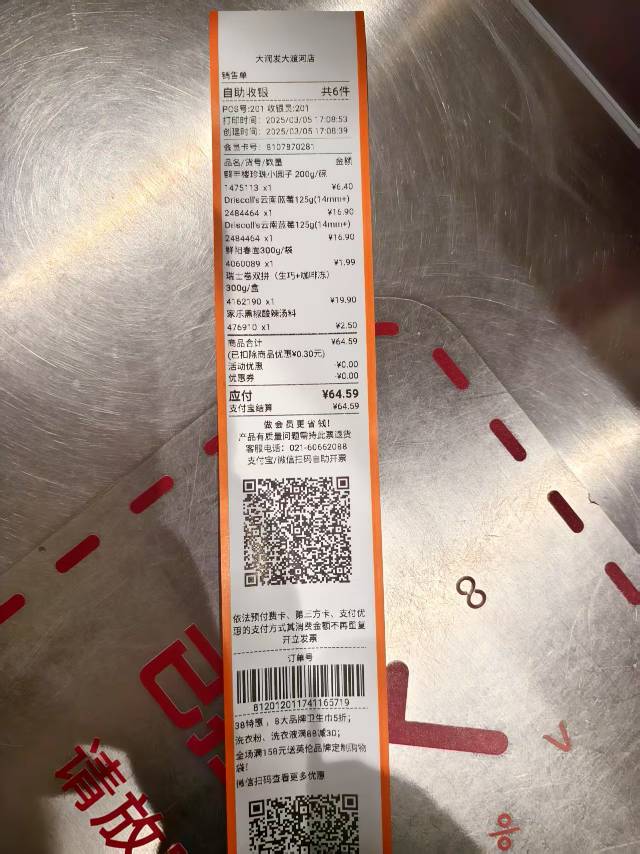 大润发大渡河店
销售单
自助收银 共6件
POS号:201 收银员:201
打印时间: 2025/03/05 17:08:53
创建时间: 2025/03/05 17:08:39
会员卡号: 8107870281
品名/货号/数量 金额
鲜芋楼珍珠小圆子 200g/碗
1475113 x1 ¥6.40
Driscoll's云南蓝莓125g(14mm+)
2484464 x1 ¥16.90
Driscoll's云南蓝莓125g(14mm+)
2484464 x1 ¥16.90
鲜阳春面300g/袋
4060089 x1 ¥1.99
瑞士卷双拼（生巧+咖啡冻）
300g/盒
4162190 x1 ¥19.90
家乐黑椒酸辣汤料
476910 x1 ¥2.50
商品合计 ¥64.59
(已扣除商品优惠¥0.30元)
活动优惠 -¥0.00
优惠券 -¥0.00
应付 ¥64.59
支付宝结算 ¥64.59
做会员更省钱！
产品有质量问题需持此票退货
客服电话：021-60662088
支付宝/微信扫码自助开票
依法预付费卡、第三方卡、支付优
惠的支付方式其消费金额不再重复
开立发票
订单号
812012011741165719
38特惠，8大品牌卫生巾5折；
洗衣粉、洗衣液满88减30；
全场满158元送英伦品牌定制购物
袋！
微信扫码查看更多优惠
请放
8
%